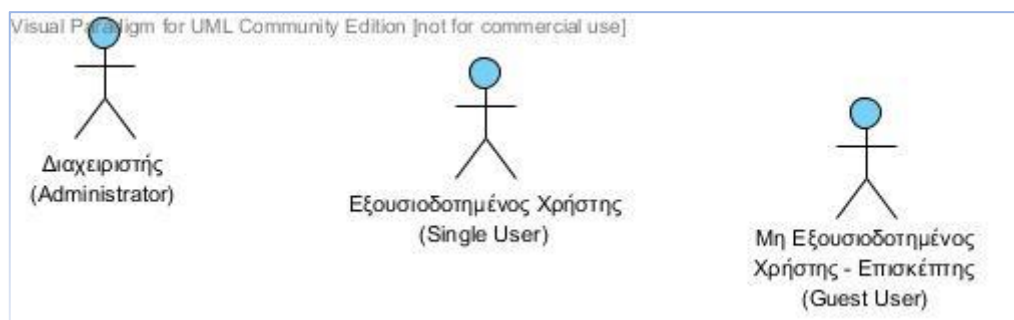 Visual Paradigm for UML Community Edition [not for commercial use]
Διαχειριστής
(Administrator)
Εξουσιοδοτημένος Χρήστης
(Single User)
Μη Εξουσιοδοτημένος
Χρήστης - Επισκέπτης
(Guest User)